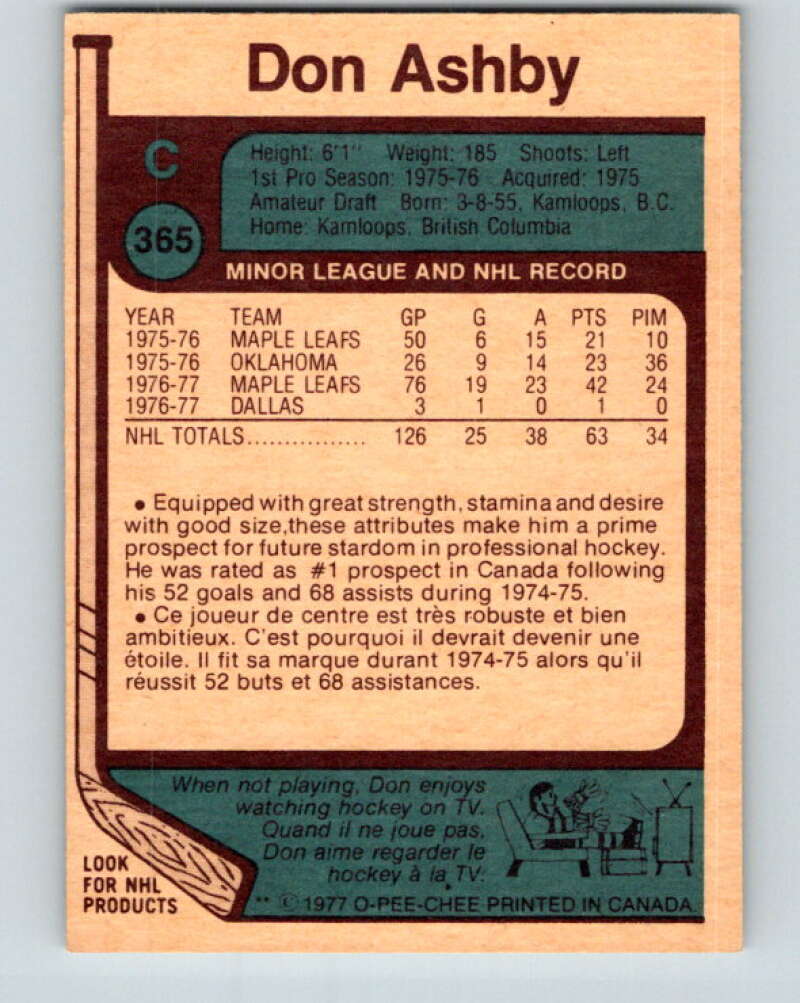 Don Ashby
C
365
Height: 6'1" Weight: 185 Shoots: Left
1st Pro Season: 1975-76 Acquired: 1975
Amateur Draft Born: 3-8-55, Kamloops, B.C.
Home: Kamloops, British Columbia
MINOR LEAGUE AND NHL RECORD
YEAR TEAM GP G A PTS PIM
1975-76 MAPLE LEAFS 50 6 15 21 10
1975-76 OKLAHOMA 26 9 14 23 36
1976-77 MAPLE LEAFS 76 19 23 42 24
1976-77 DALLAS 3 1 0 1 0
NHL TOTALS................ 126 25 38 63 34
• Equipped with great strength, stamina and desire
with good size,these attributes make him a prime
prospect for future stardom in professional hockey.
He was rated as #1 prospect in Canada following
his 52 goals and 68 assists during 1974-75.
• Ce joueur de centre est très robuste et bien
ambitieux. C'est pourquoi il devrait devenir une
étoile. Il fit sa marque durant 1974-75 alors qu'il
réussit 52 buts et 68 assistances.
When not playing, Don enjoys
watching hockey on TV.
Quand il ne joue pas,
Don aime regarder le
hockey à la TV.
LOOK
FOR NHL
PRODUCTS
** © 1977 O-PEE-CHEE PRINTED IN CANADA